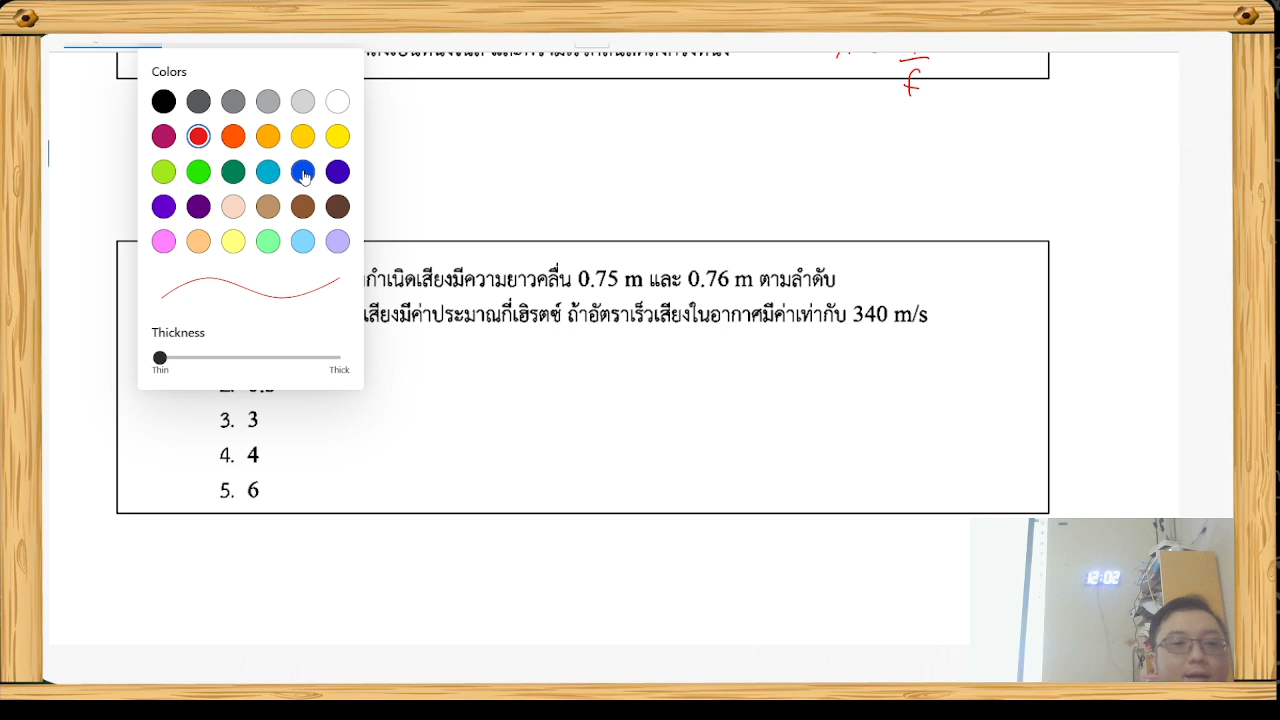 Colors
f
กำเนิดเสียงมีความยาวคลื่น 0.75 m และ 0.76 m ตามลำดับ
เสียงมีค่าประมาณกี่เฮิรตซ์ ถ้าอัตราเร็วเสียงในอากาศมีค่าเท่ากับ 340 m/s
Thickness
Thin Thick
3. 3
4. 4
5. 6
12:02